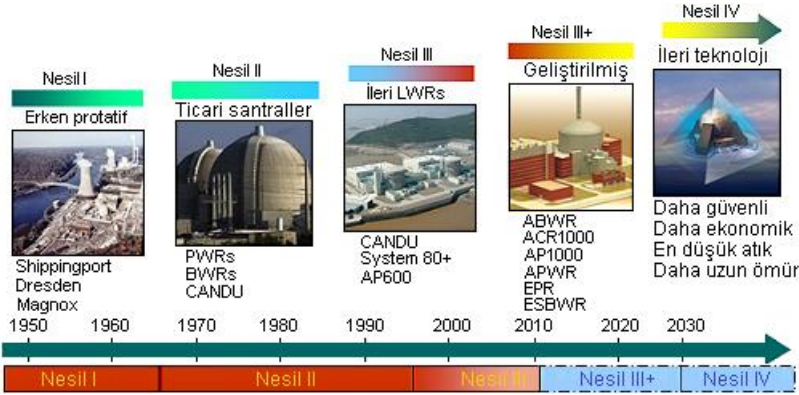 Nesil I
Erken protatif
Shippingport
Dresden
Magnox
Nesil II
Ticari santraller
PWRs
BWRs
CANDU
Nesil III
İleri LWRs
CANDU
System 80+
AP600
Nesil III+
Geliştirilmiş
ABWR
ACR1000
AP1000
APWR
EPR
ESBWR
Nesil IV
İleri teknoloji
Daha güvenli
Daha ekonomik
En düşük atık
Daha uzun ömür
1950 1960 1970 1980 1990 2000 2010 2020 2030
Nesil I Nesil II Nesil III Nesil III+ Nesil IV